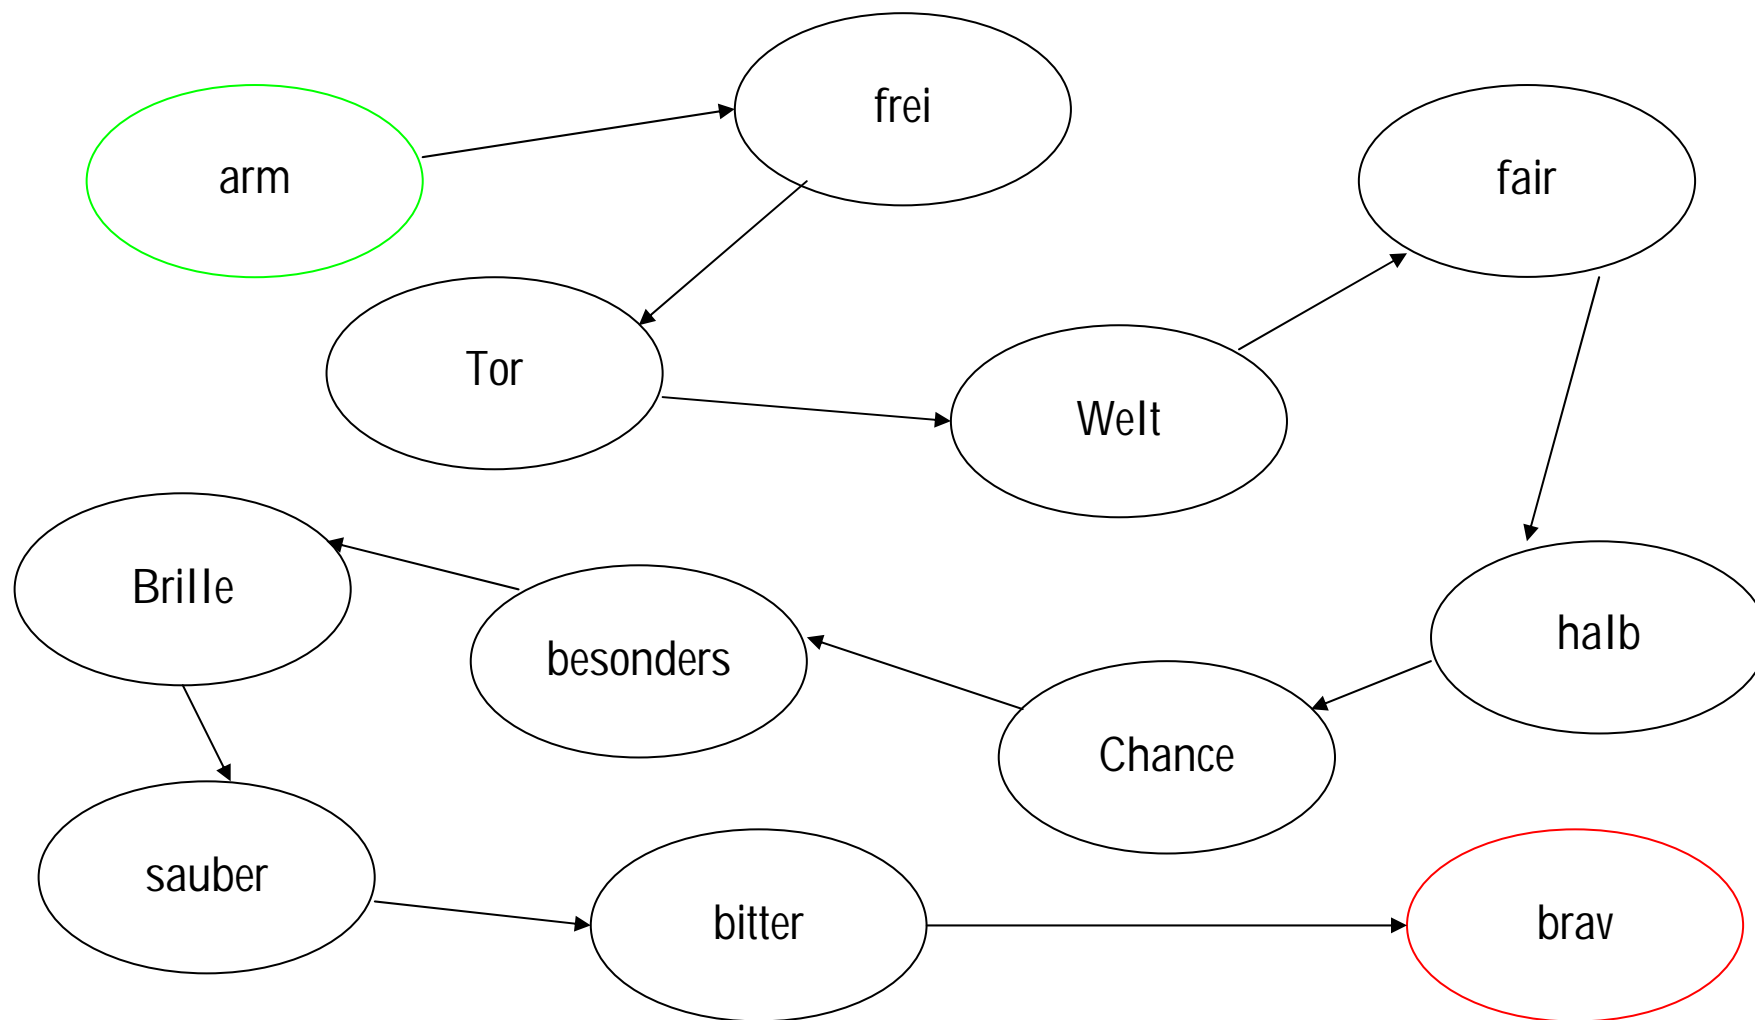 arm
frei
Tor
Welt
fair
halb
Chance
besonders
Brille
sauber
bitter
brav